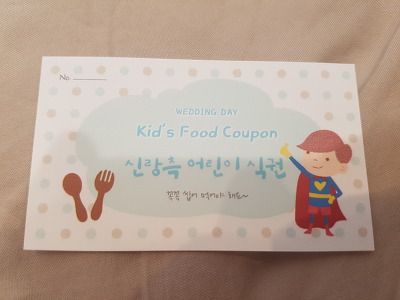 No.
WEDDING DAY
Kid's Food Coupon
신랑측 어린이 식권
꼭꼭 씹어 먹어야 해요~